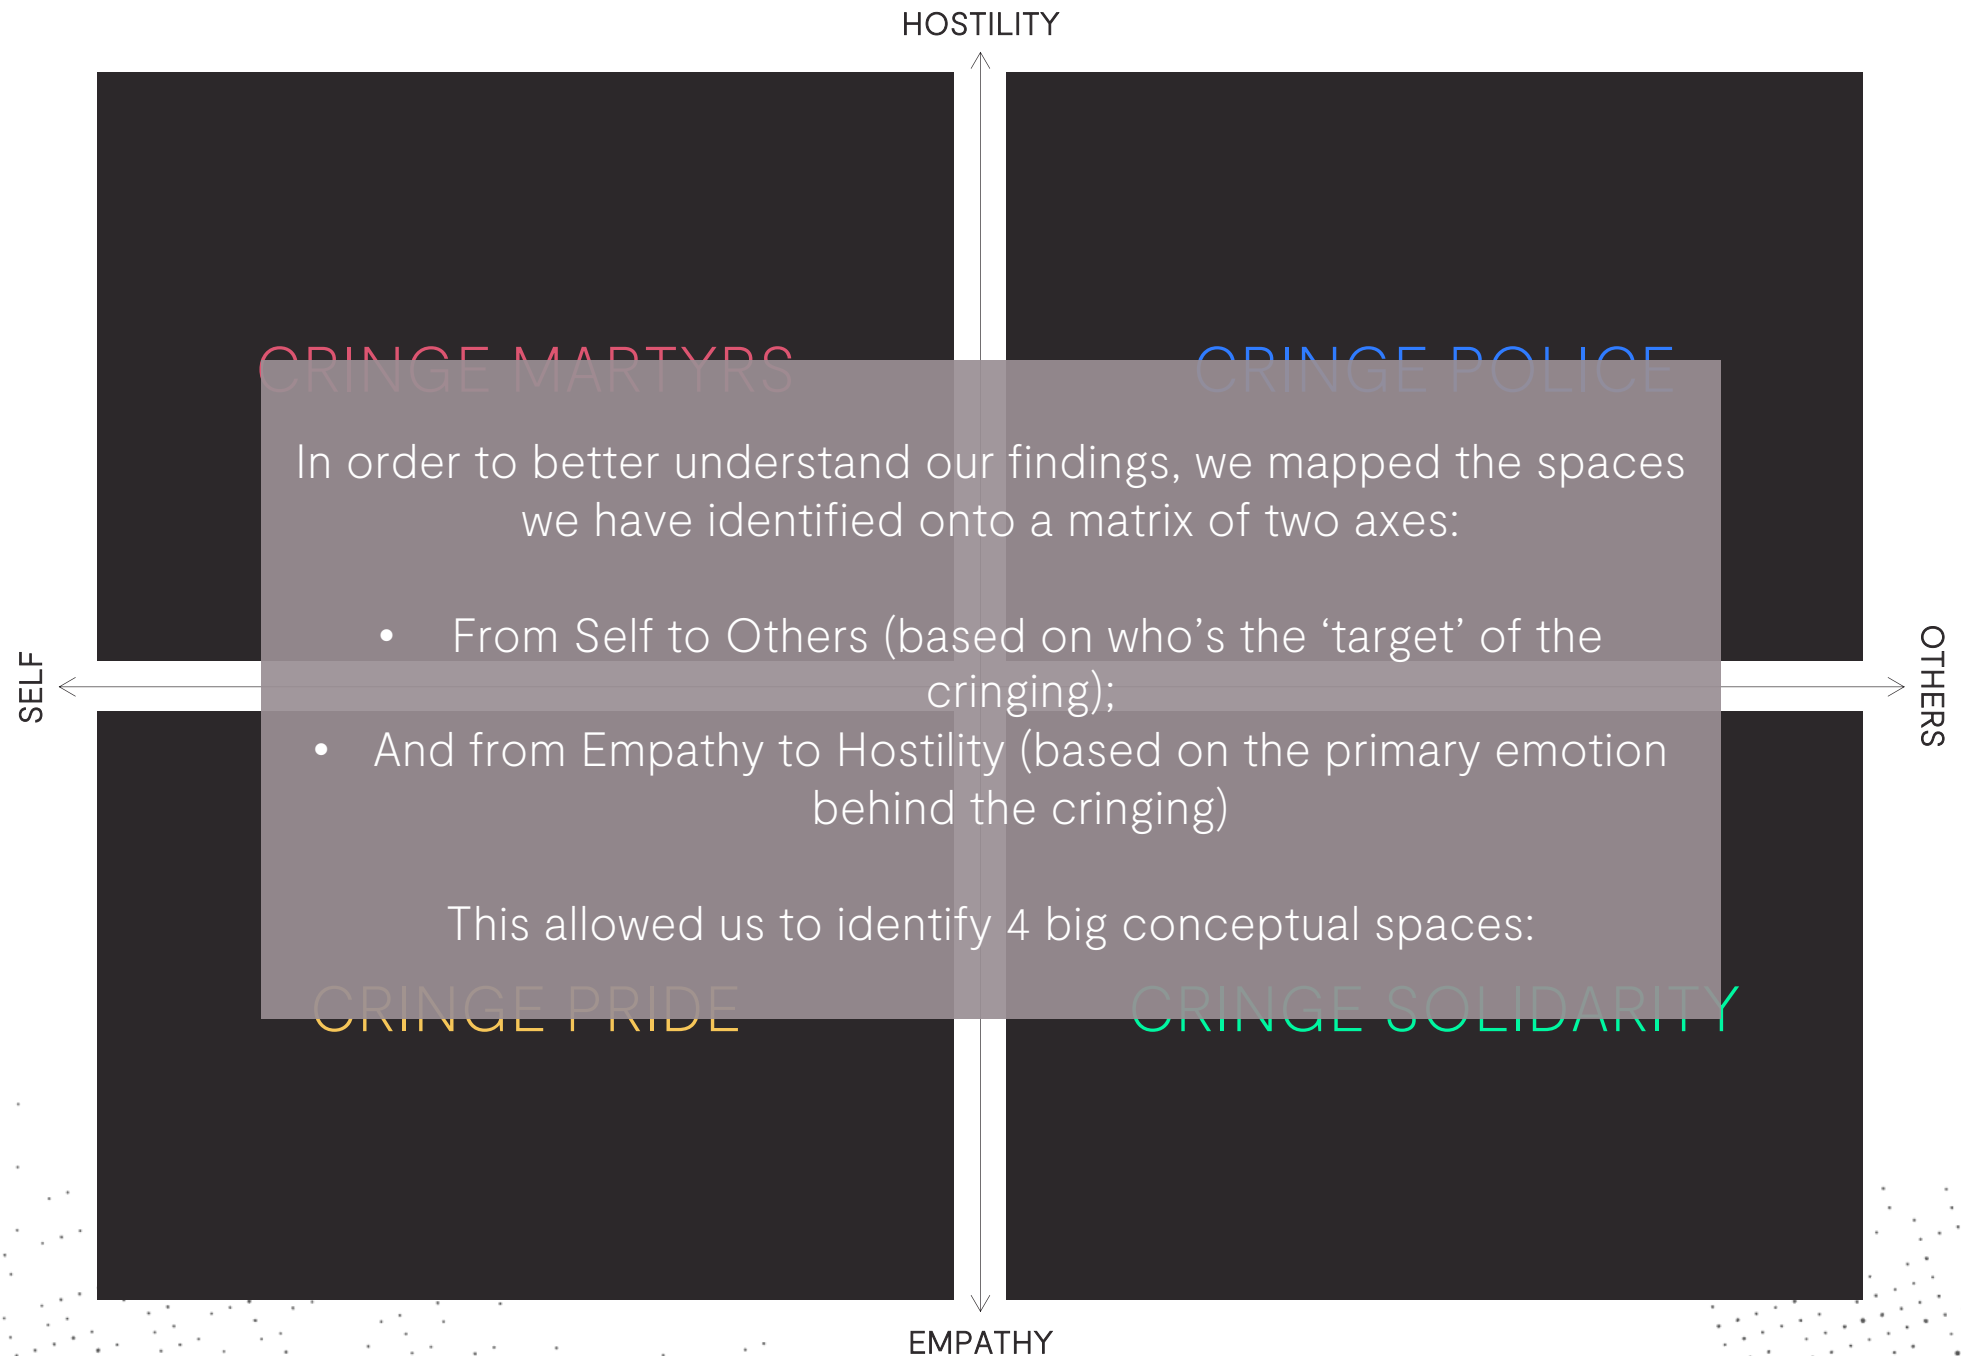 HOSTILITY
CRINGE MARTYRS
CRINGE POLICE
In order to better understand our findings, we mapped the spaces
we have identified onto a matrix of two axes:
• From Self to Others (based on who’s the ‘target’ of the
cringing);
• And from Empathy to Hostility (based on the primary emotion
behind the cringing)
This allowed us to identify 4 big conceptual spaces:
SELF
OTHERS
CRINGE PRIDE
CRINGE SOLIDARITY
EMPATHY